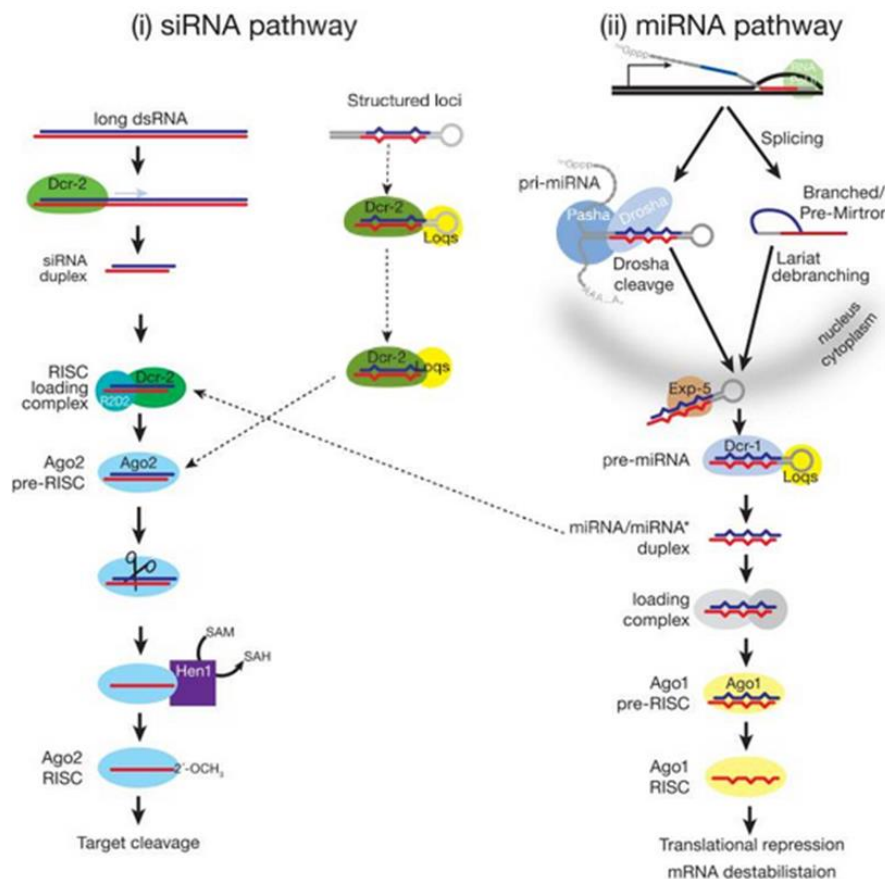 (i) siRNA pathway
long dsRNA
Dcr-2
siRNA
duplex
RISC
loading
complex
Dcr-2
R2D2
Ago2
pre-RISC
Ago2
SAM
Hen1
SAH
Ago2
RISC
2´-OCH3
Target cleavage
Structured loci
Dcr-2
Loqs
Dcr-2
Loqs
(ii) miRNA pathway
Gppp
RNA
Splicing
Gppp
pri-miRNA
Pasha
Drosha
Drosha
cleavge
Branched/
Pre-Mirtron
Lariat
debranching
nucleus
cytoplasm
Exp-5
Dcr-1
pre-miRNA
Loqs
miRNA/miRNA*
duplex
loading
complex
Ago1
pre-RISC
Ago1
Ago1
RISC
Translational repression
mRNA destabilistaion